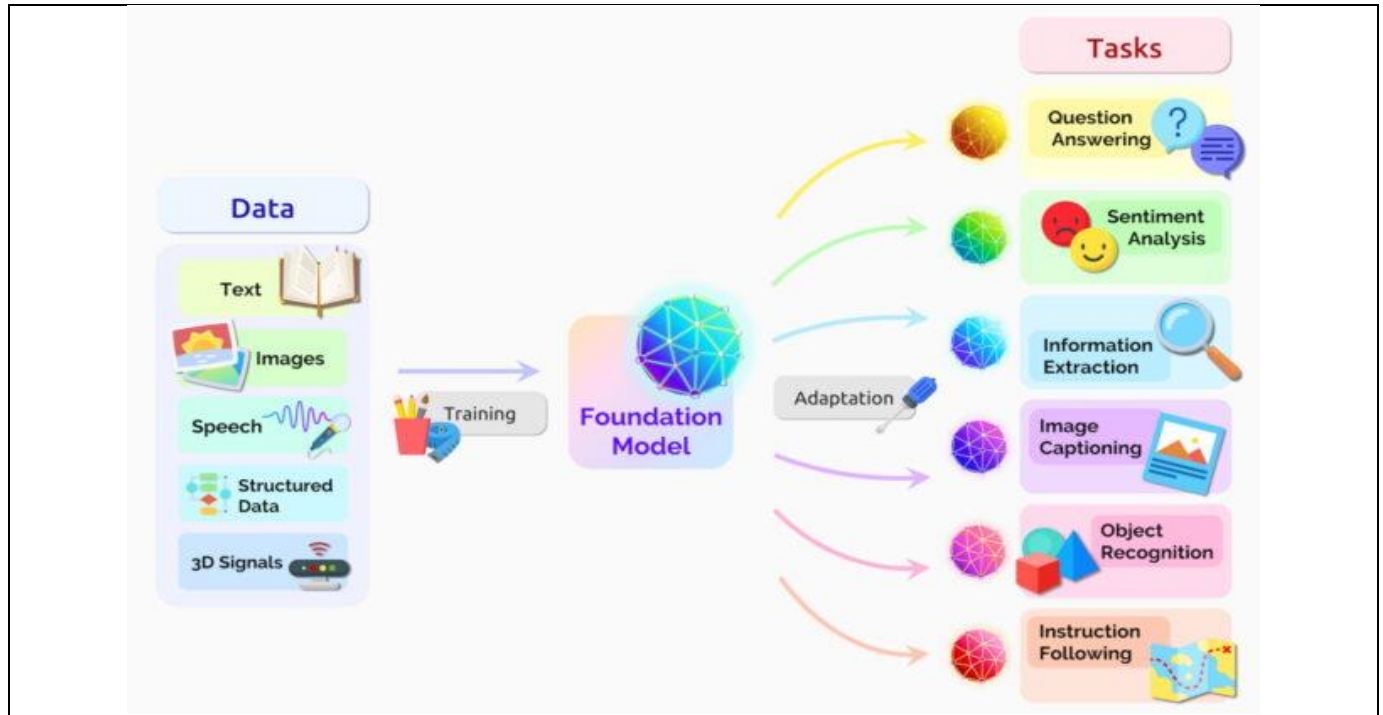 Data
Text
Images
Speech
Structured
Data
3D Signals
Training
Foundation
Model
Adaptation
Tasks
Question
Answering
?
Sentiment
Analysis
Information
Extraction
Image
Captioning
Object
Recognition
Instruction
Following